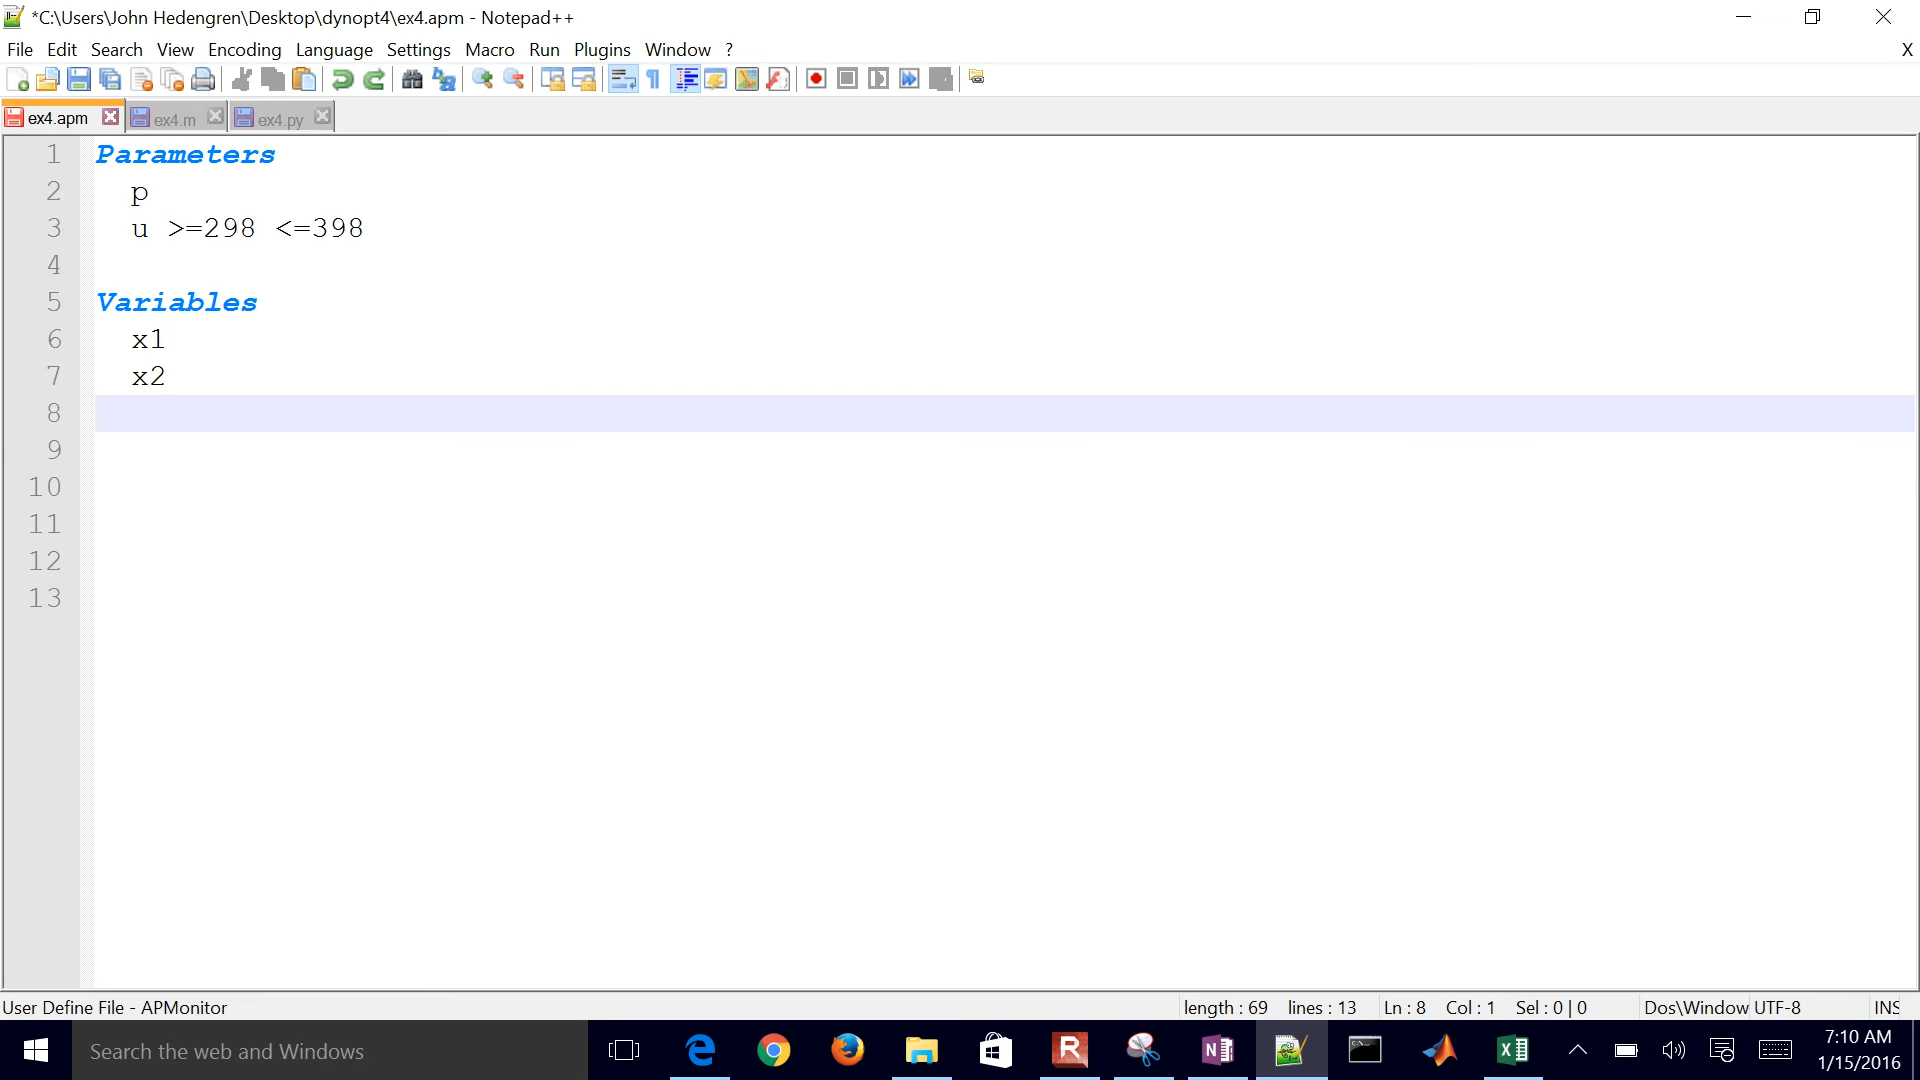 *C:\Users\John Hedengren\Desktop\dynopt4\ex4.apm - Notepad++
File Edit Search View Encoding Language Settings Macro Run Plugins Window ? X
ex4.apm ex4.m ex4.py
1 Parameters
2 p
3 u >=298 <=398
4
5 Variables
6 x1
7 x2
8
9
10
11
12
13
User Define File - APMonitor length : 69 lines : 13 Ln : 8 Col : 1 Sel : 0 | 0 Dos\Window UTF-8 INS
Search the web and Windows
7:10 AM
1/15/2016